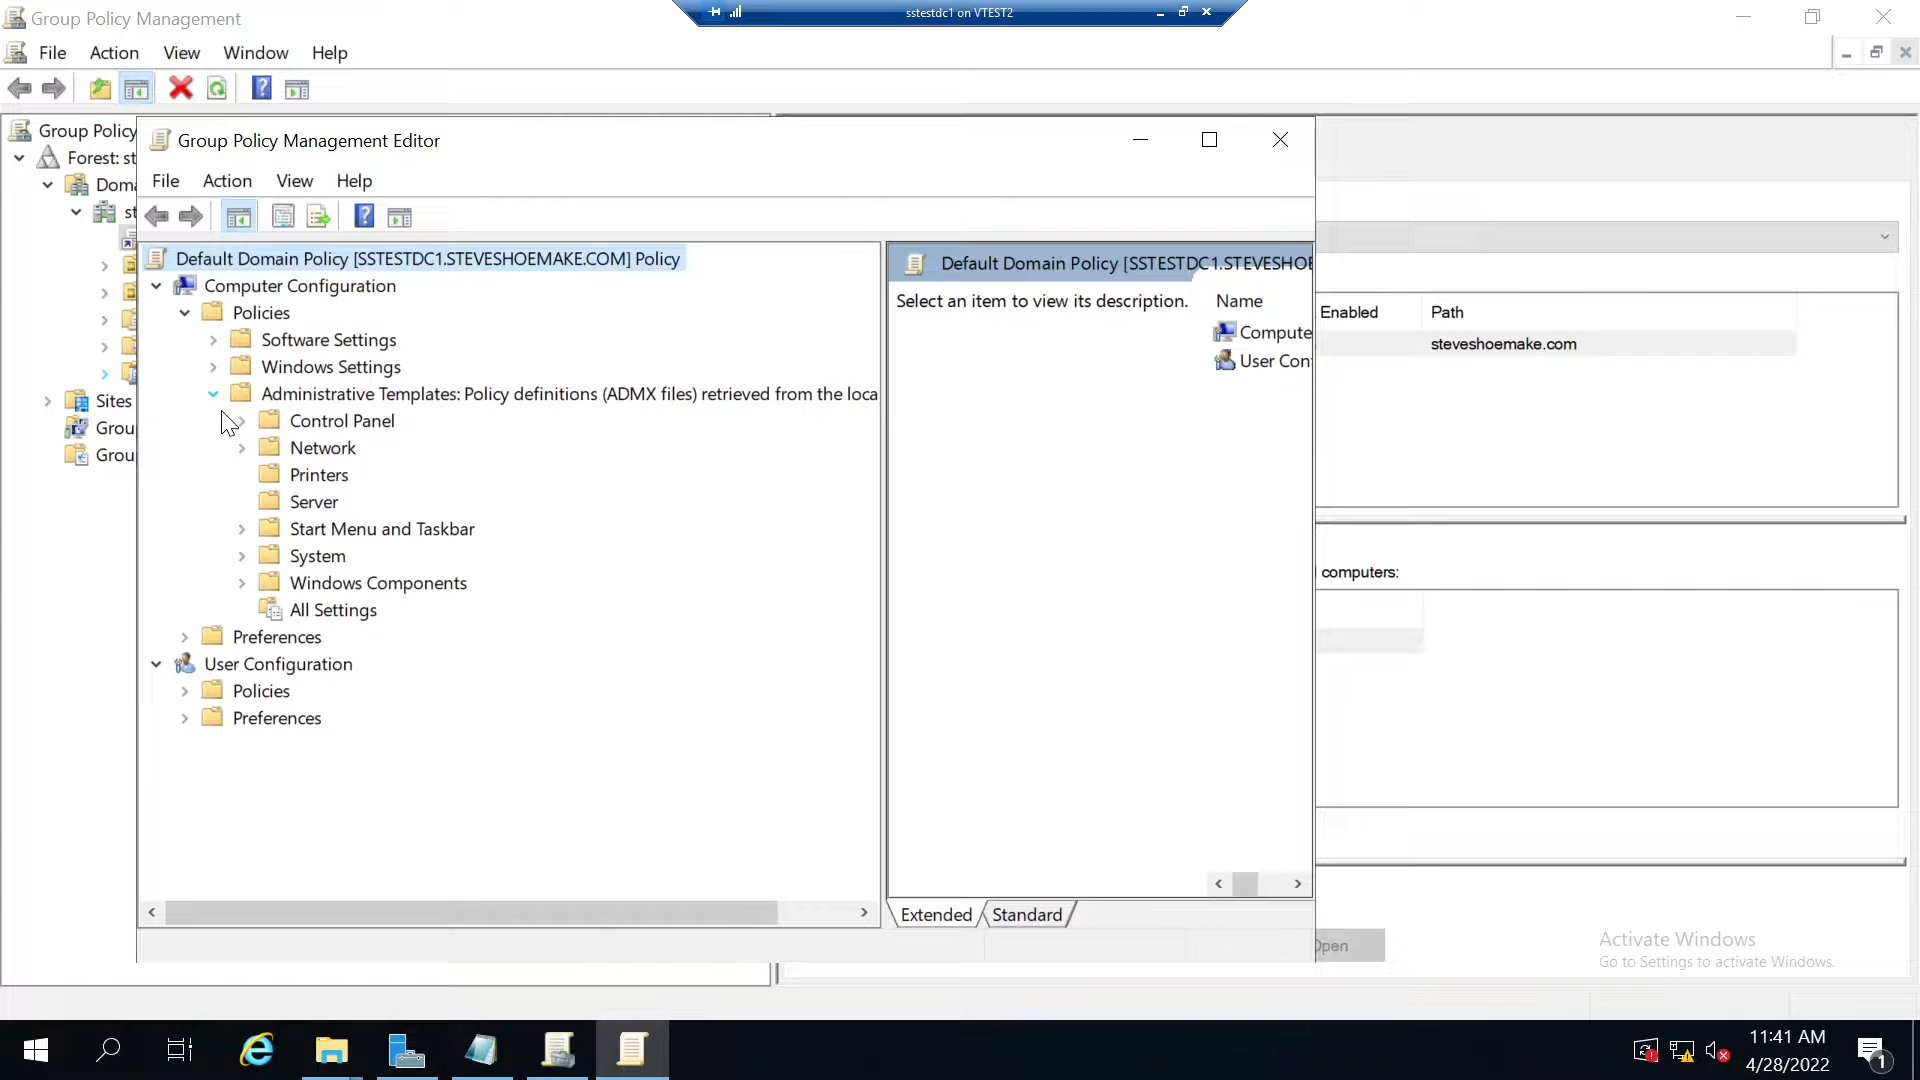 Group Policy Management
sstestdc1 on VTEST2
File Action View Window Help
Group Policy
Forest: st
Doma
st
Sites
Grou
Grou
Group Policy Management Editor
File Action View Help
Default Domain Policy [SSTESTDC1.STEVESHOEMAKE.COM] Policy
Computer Configuration
Policies
Software Settings
Windows Settings
Administrative Templates: Policy definitions (ADMX files) retrieved from the loca
Control Panel
Network
Printers
Server
Start Menu and Taskbar
System
Windows Components
All Settings
Preferences
User Configuration
Policies
Preferences
Default Domain Policy [SSTESTDC1.STEVESHOE
Select an item to view its description.
Name
Compute
User Con
Extended Standard
Enabled Path
steveshoemake.com
computers:
Open
Activate Windows
Go to Settings to activate Windows.
11:41 AM
4/28/2022
1